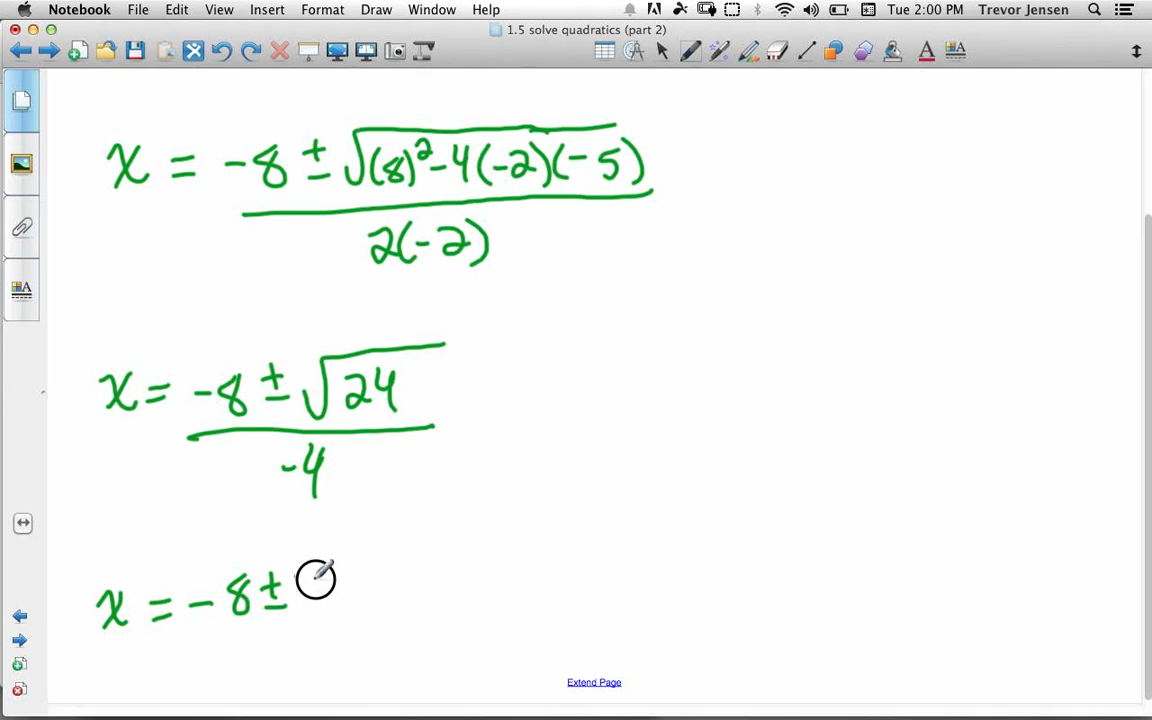 Notebook File Edit View Insert Format Draw Window Help Tue 2:00 PM Trevor Jensen
1.5 solve quadratics (part 2)
x = -8 ± √(8)²-4(-2)(-5)
2(-2)
x = -8 ± √24
-4
x = -8 ±
Extend Page